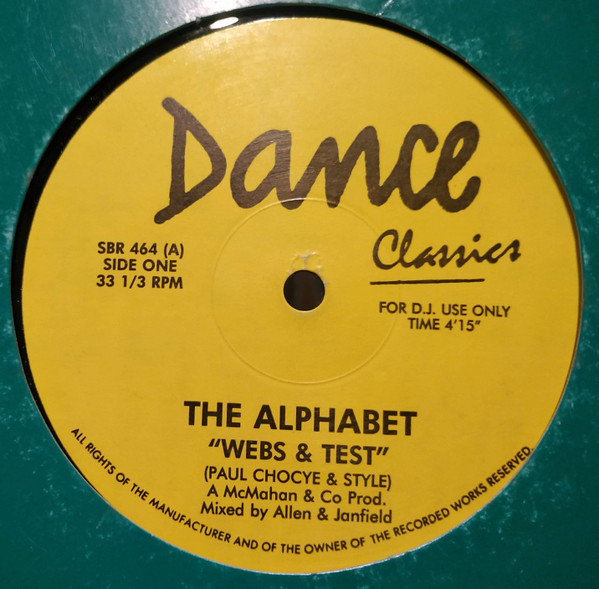 Dance
Classics
SBR 464 (A)
SIDE ONE
33 1/3 RPM
FOR D.J. USE ONLY
TIME 4'15"
THE ALPHABET
"WEBS & TEST"
(PAUL CHOCYE & STYLE)
A McMahan & Co Prod.
Mixed by Allen & Janfield
ALL RIGHTS OF THE MANUFACTURER AND OF THE OWNER OF THE RECORDED WORKS RESERVED.